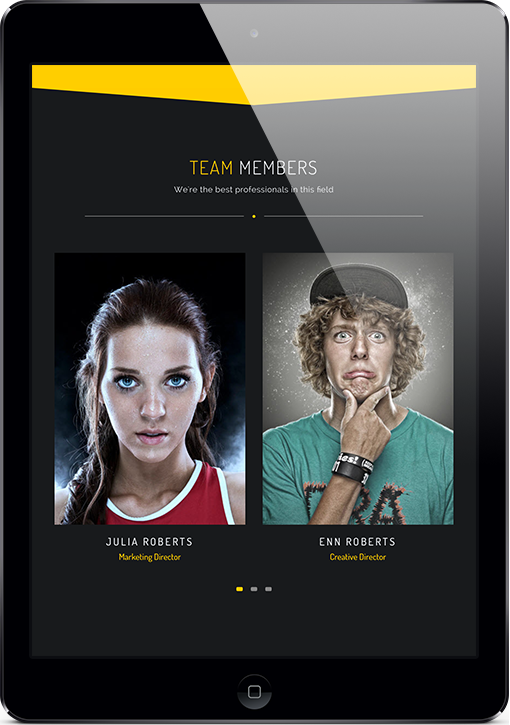 TEAM MEMBERS
We're the best professionals in this field
JULIA ROBERTS
Marketing Director
ENN ROBERTS
Creative Director